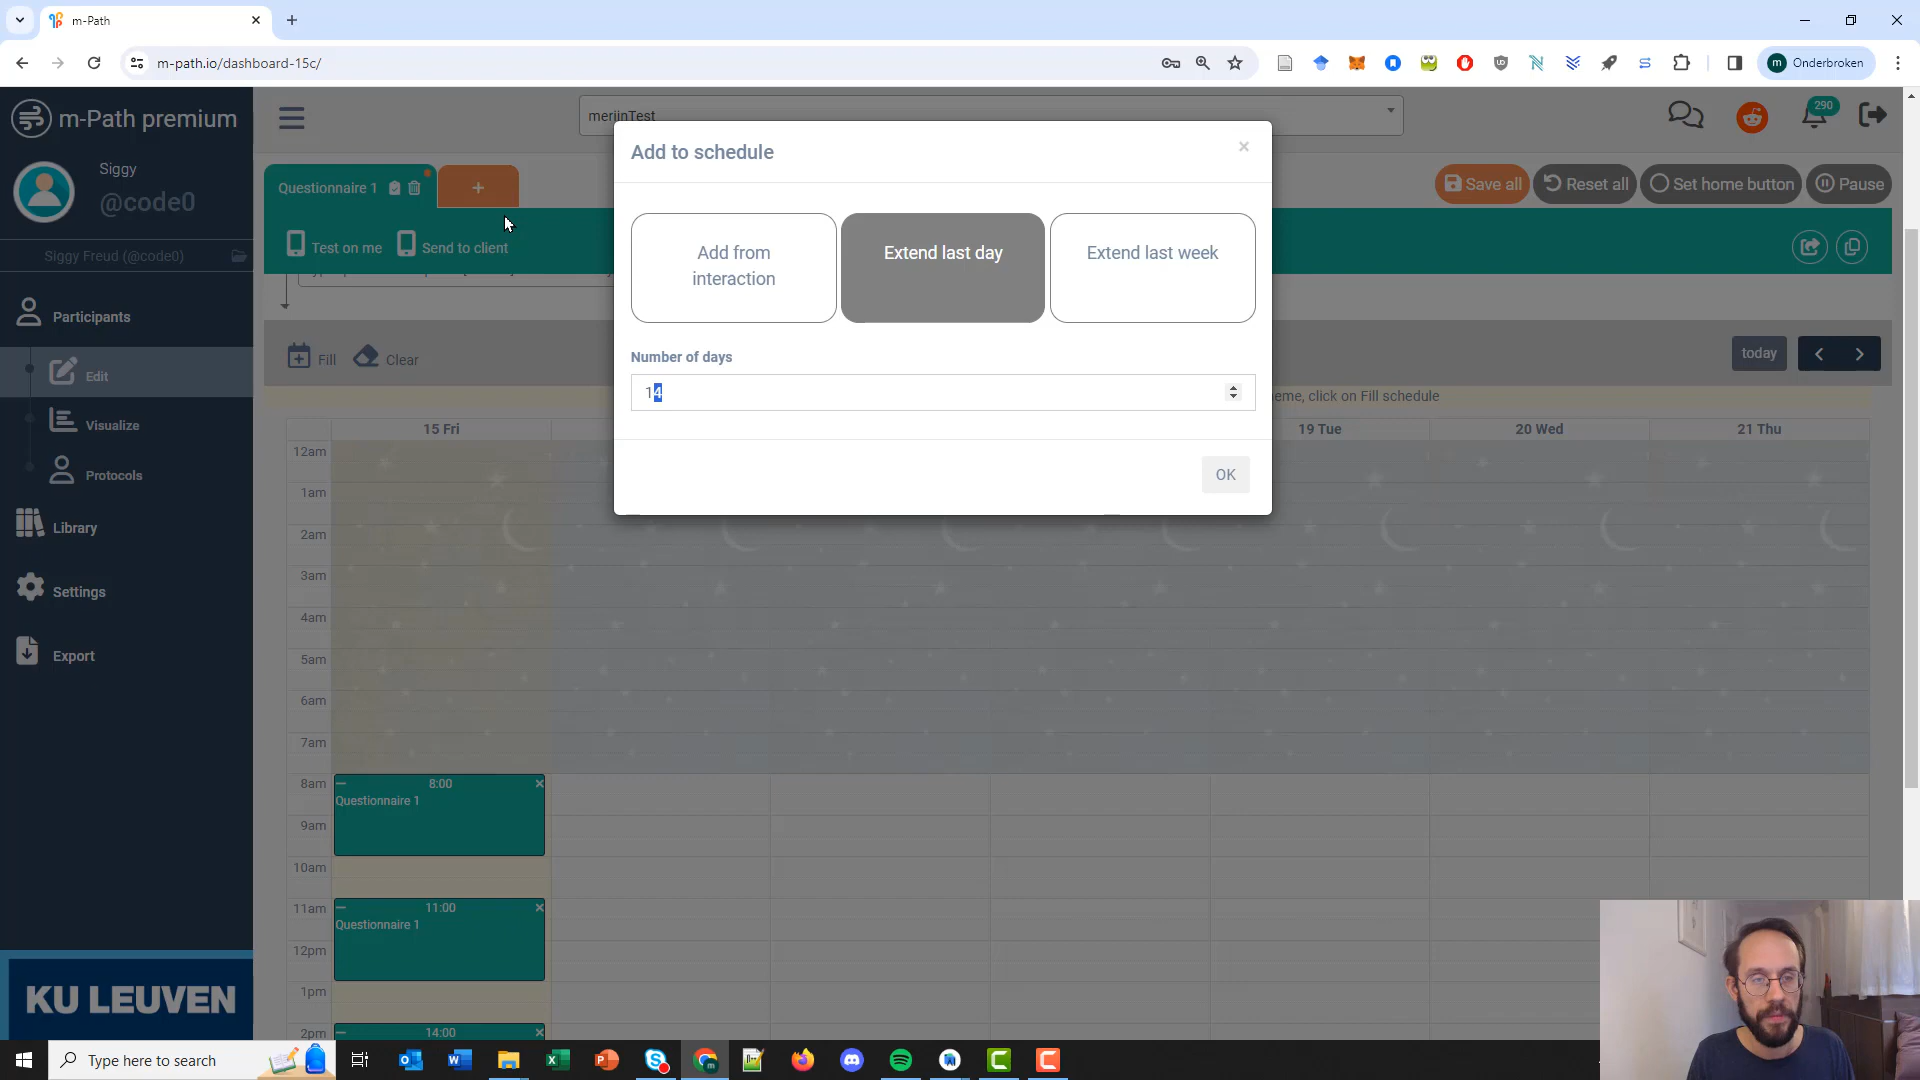 m-Path
m-path.io/dashboard-15c/
Onderbroken
m-Path premium
merijnTest
290
Siggy
@code0
Siggy Freud (@code0)
Participants
Edit
Visualize
Protocols
Library
Settings
Export
KU LEUVEN
Questionnaire 1
+
Save all
Reset all
Set home button
Pause
Test on me
Send to client
Add to schedule
×
Add from
interaction
Extend last day
Extend last week
Number of days
14
OK
Fill
Clear
today
eme, click on Fill schedule
15 Fri
19 Tue
20 Wed
21 Thu
12am
1am
2am
3am
4am
5am
6am
7am
8am
9am
10am
11am
12pm
1pm
2pm
8:00
Questionnaire 1
11:00
Questionnaire 1
14:00
Type here to search